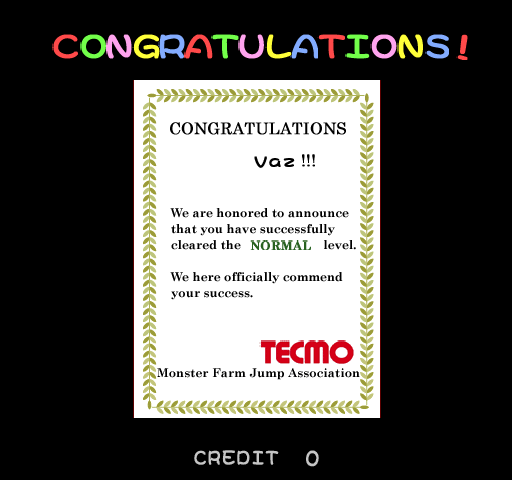 CONGRATULATIONS!
CONGRATULATIONS
Vaz !!!
We are honored to announce
that you have successfully
cleared the NORMAL level.
We here officially commend
your success.
TECMO
Monster Farm Jump Association
CREDIT 0